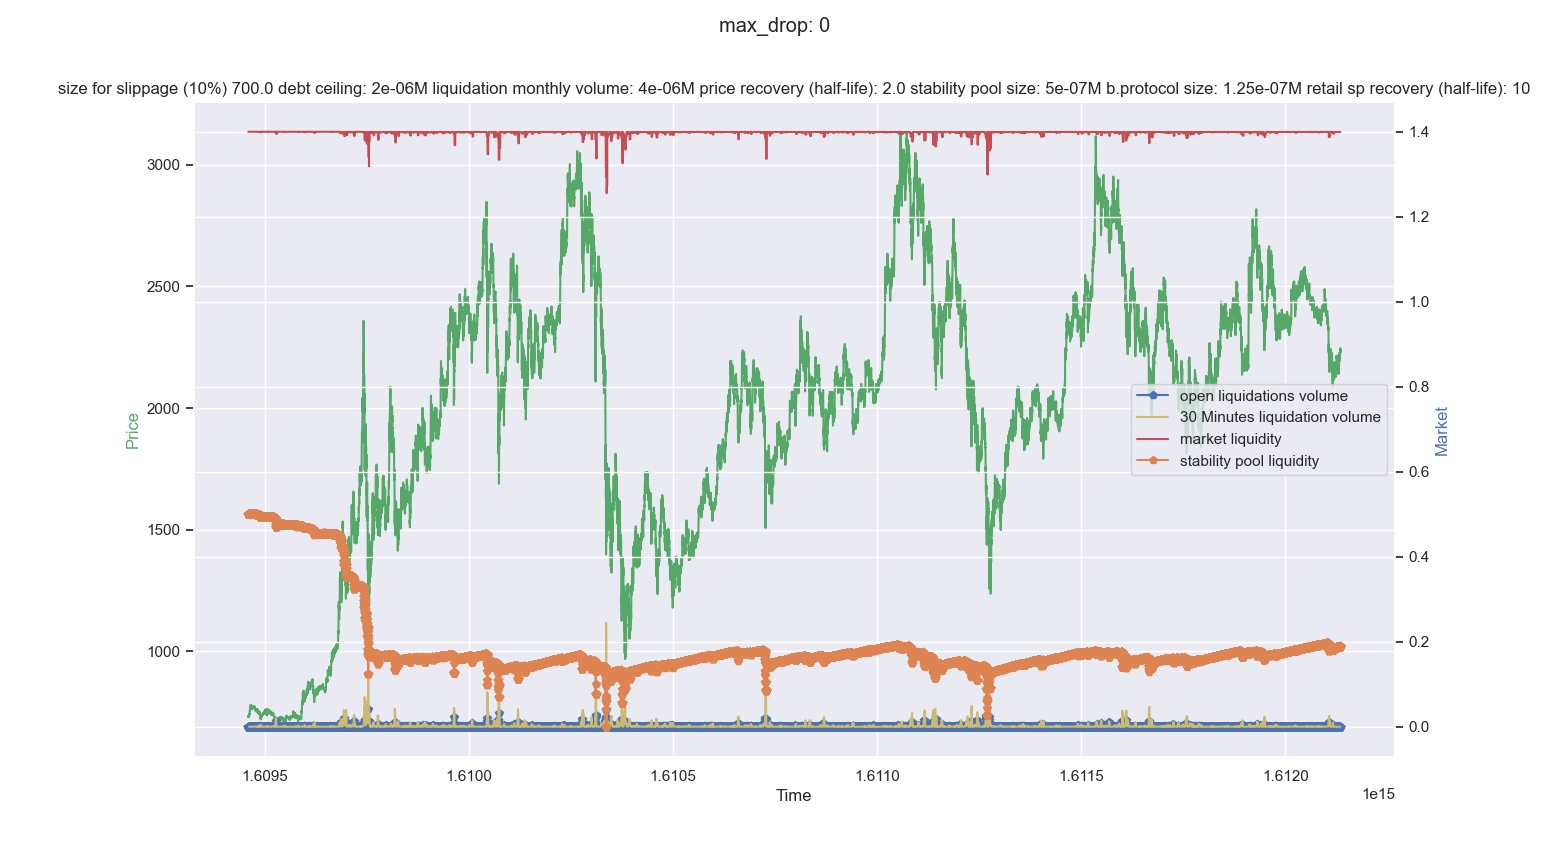 max_drop: 0
size for slippage (10%) 700.0 debt ceiling: 2e-06M liquidation monthly volume: 4e-06M price recovery (half-life): 2.0 stability pool size: 5e-07M b.protocol size: 1.25e-07M retail sp recovery (half-life): 10
3000
2500
2000
1500
1000
Price
1.4
1.2
1.0
0.8
0.6
0.4
0.2
0.0
Market
open liquidations volume
30 Minutes liquidation volume
market liquidity
stability pool liquidity
1.6095 1.6100 1.6105 1.6110 1.6115 1.6120
Time
1e15